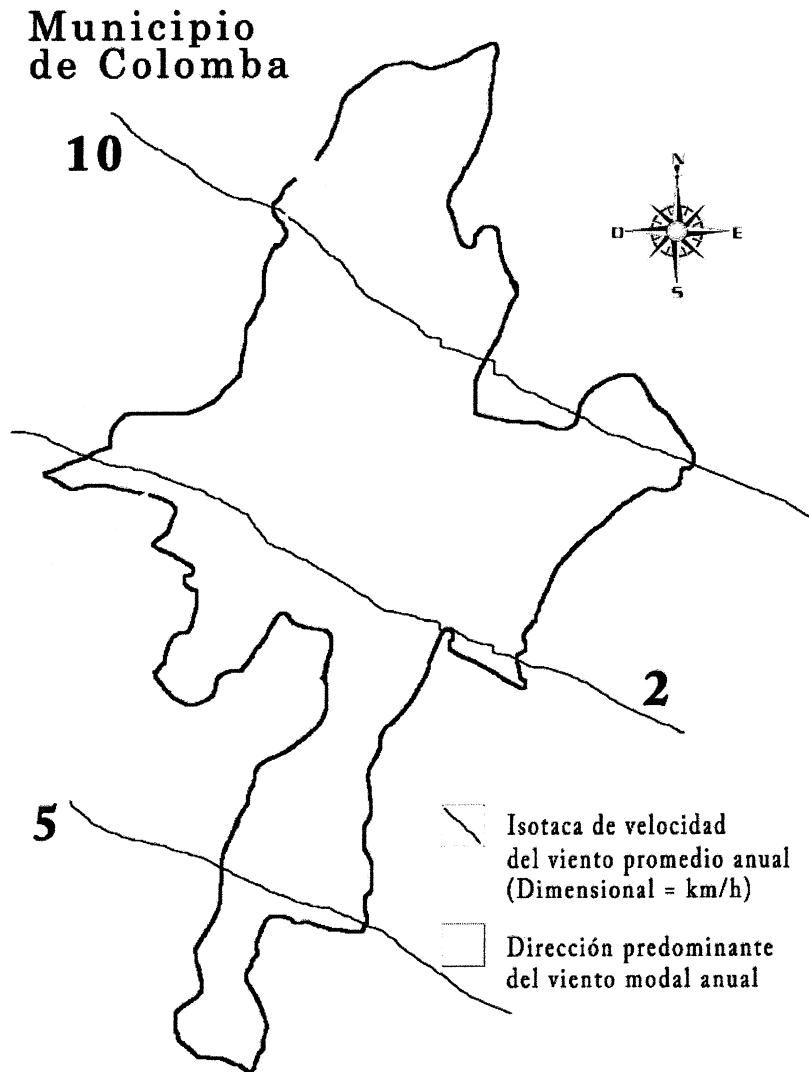 Municipio
de Colomba
10
N
O E
S
2
5
Isotaca de velocidad
del viento promedio anual
(Dimensional = km/h)
Dirección predominante
del viento modal anual